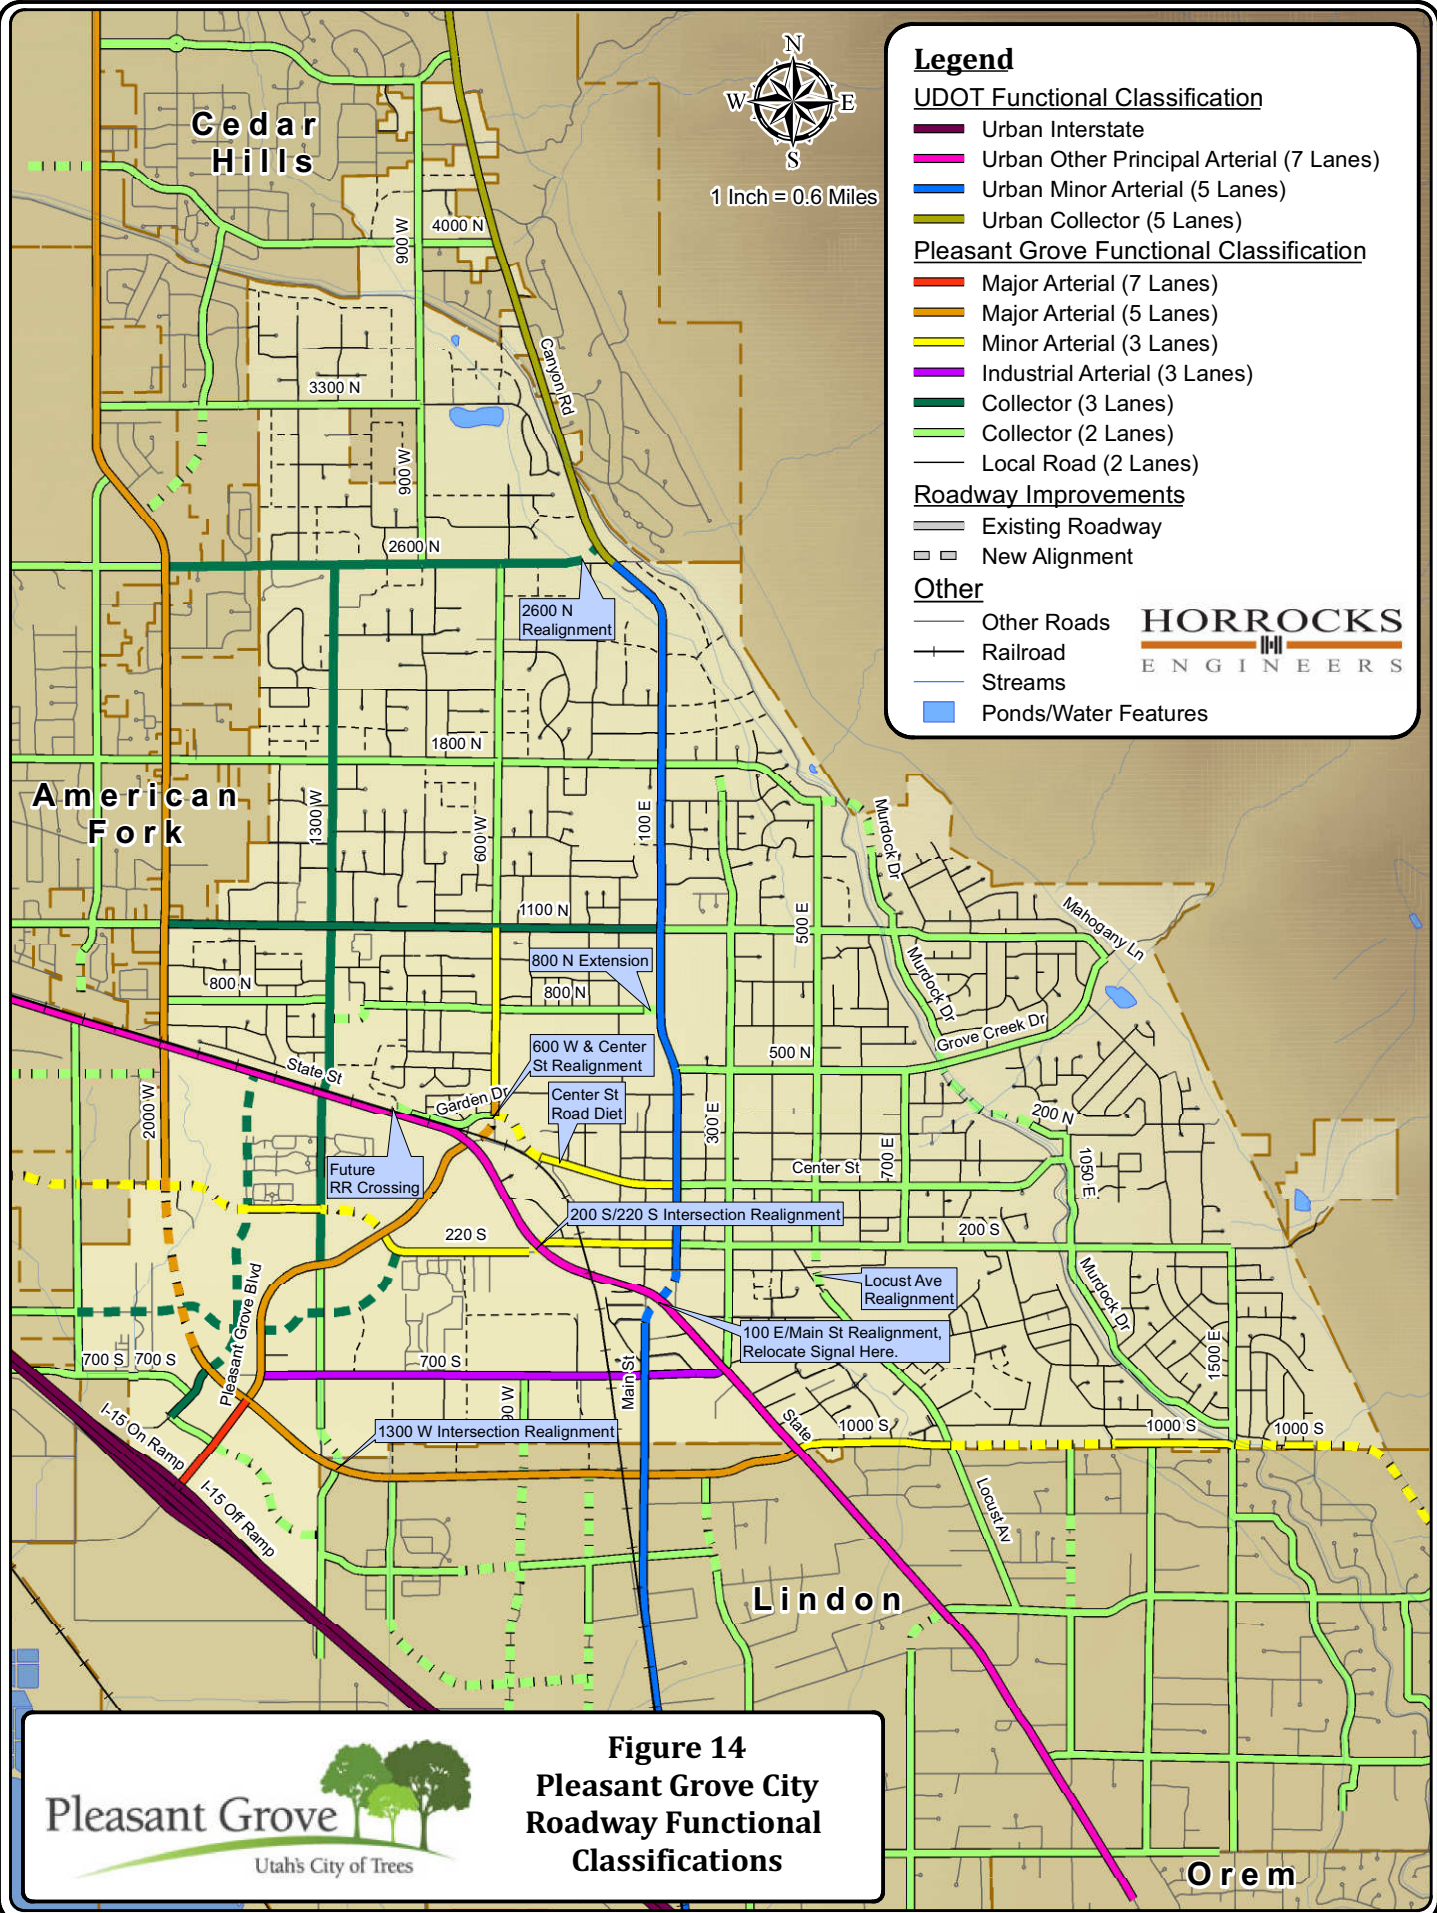 Cedar
Hills
N
W
E
S
1 Inch = 0.6 Miles
Legend
UDOT Functional Classification
Urban Interstate
Urban Other Principal Arterial (7 Lanes)
Urban Minor Arterial (5 Lanes)
Urban Collector (5 Lanes)
Pleasant Grove Functional Classification
Major Arterial (7 Lanes)
Major Arterial (5 Lanes)
Minor Arterial (3 Lanes)
Industrial Arterial (3 Lanes)
Collector (3 Lanes)
Collector (2 Lanes)
Local Road (2 Lanes)
Roadway Improvements
Existing Roadway
New Alignment
Other
Other Roads
Railroad
Streams
Ponds/Water Features
HORROCKS
ENGINEERS
900 W
4000 N
Canyon Rd
3300 N
900 W
2600 N
2600 N
Realignment
1800 N
American
Fork
1300 W
600 W
100 E
Murdock Dr
1100 N
500 E
Mahogany Ln
800 N Extension
Murdock Dr
800 N
800 N
Grove Creek Dr
600 W & Center
St Realignment
500 N
State St
Garden Dr
Center St
Road Diet
2000 W
300 E
200 N
Future
RR Crossing
Center St
700 E
1050 E
200 S/220 S Intersection Realignment
220 S
200 S
Pleasant Grove Blvd
Locust Ave
Realignment
Murdock Dr
100 E/Main St Realignment,
Relocate Signal Here.
700 S
700 S
700 S
Main St
1500 E
90 W
I-15 On Ramp
1300 W Intersection Realignment
State
1000 S
1000 S
1000 S
I-15 Off Ramp
Locust Av
Lindon
Pleasant Grove
Utah's City of Trees
Figure 14
Pleasant Grove City
Roadway Functional
Classifications
Orem